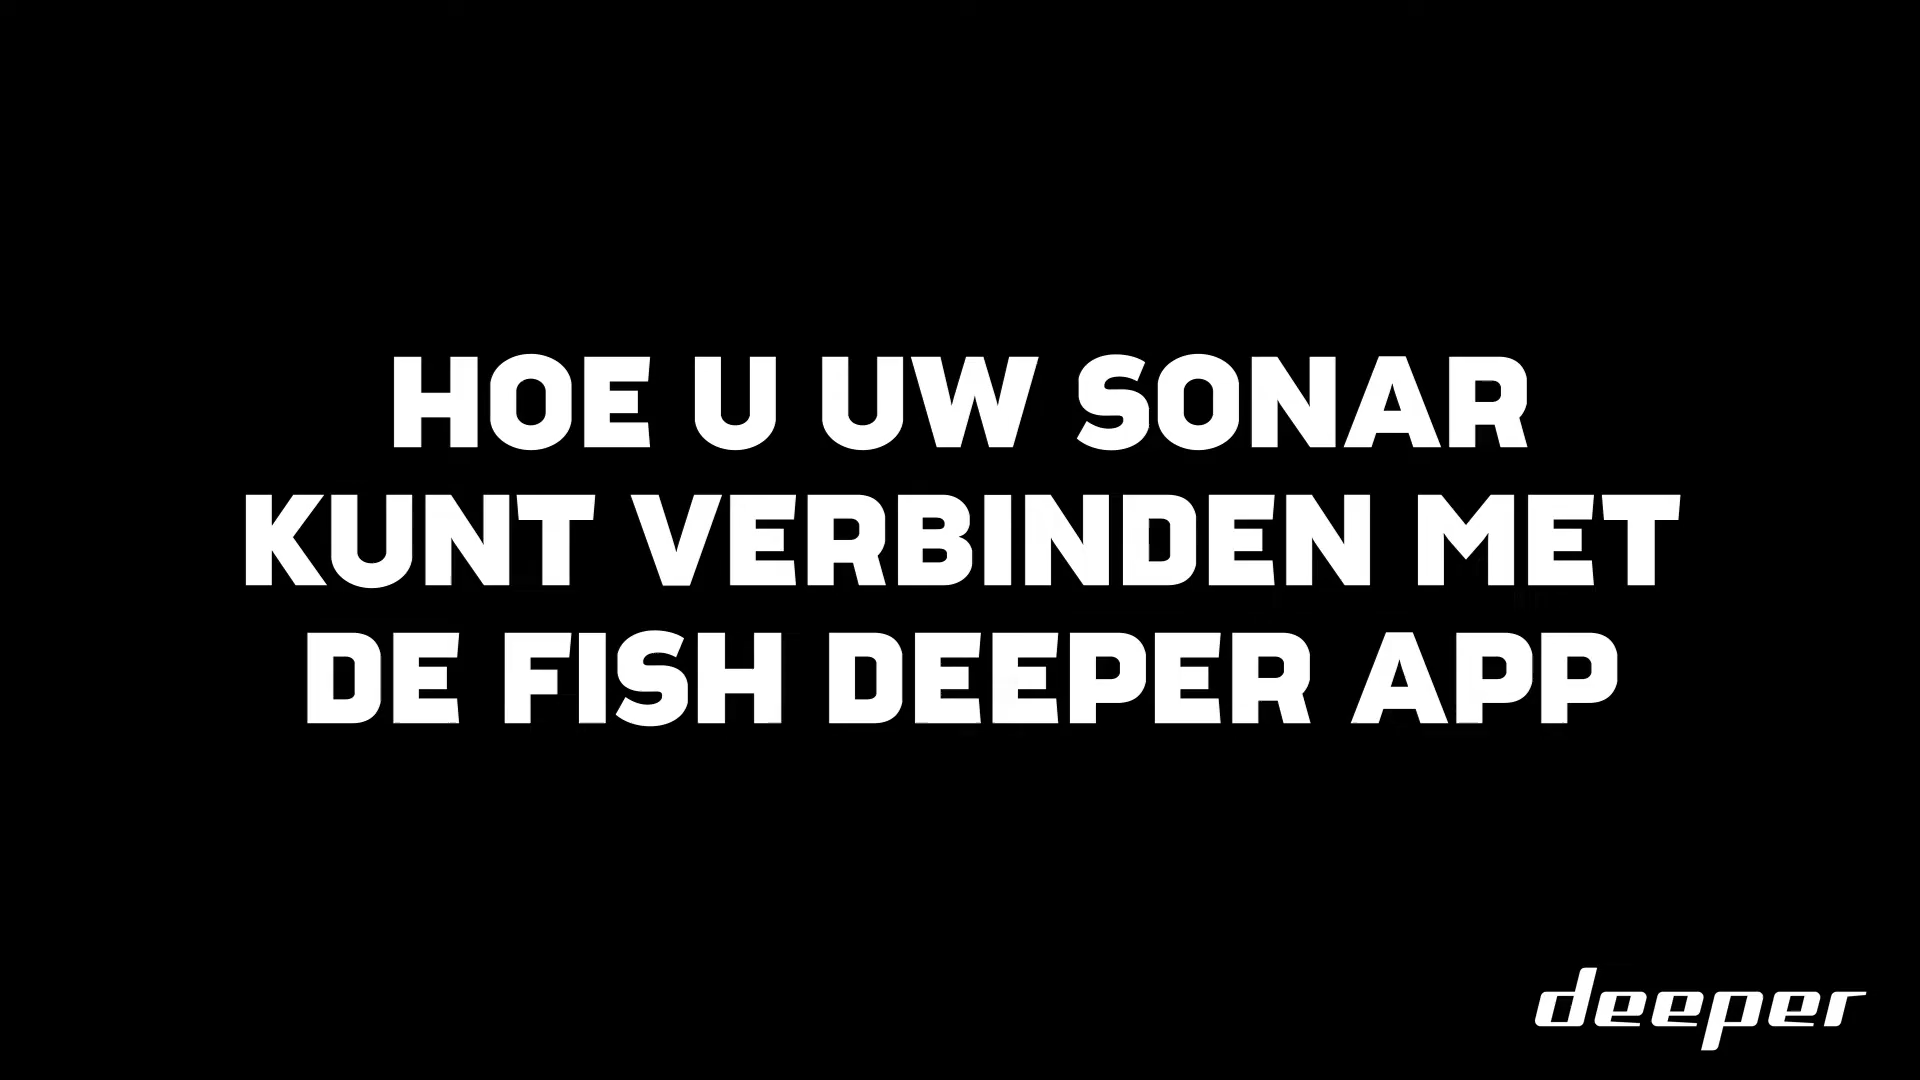 HOE U UW SONAR
KUNT VERBINDEN MET
DE FISH DEEPER APP
deeper